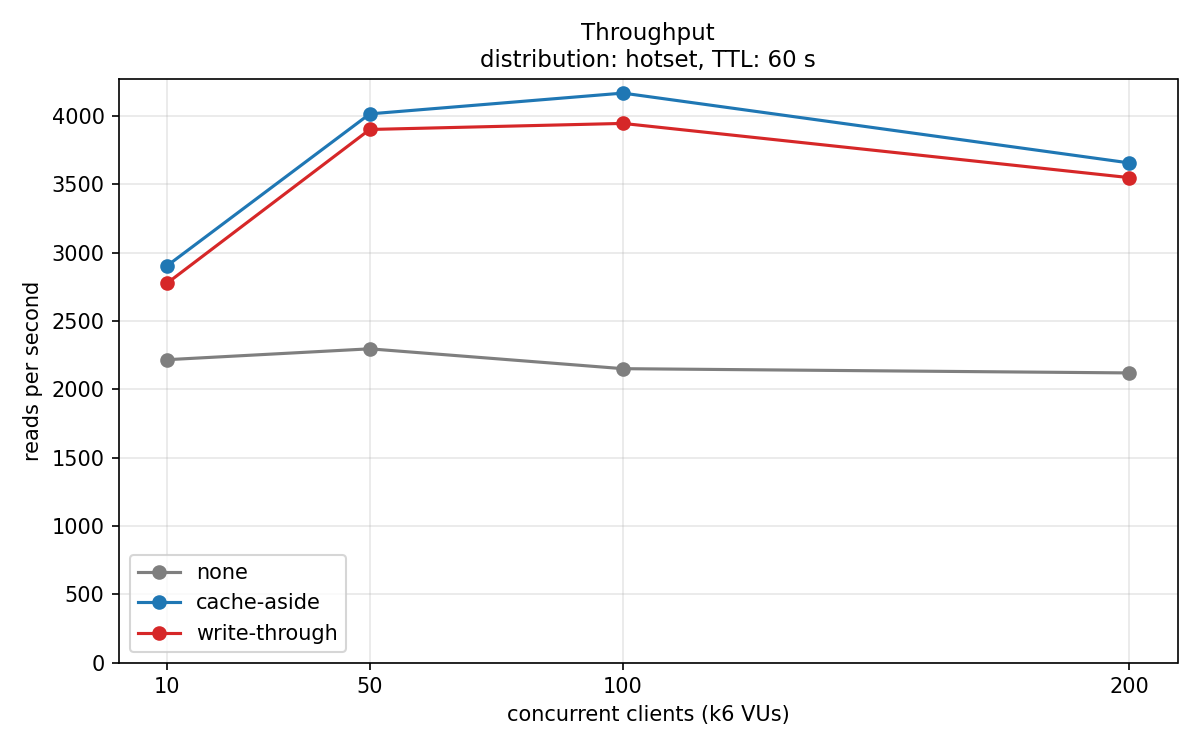 Throughput
distribution: hotset, TTL: 60 s
reads per second
4000
3500
3000
2500
2000
1500
1000
500
0
none
cache-aside
write-through
10
50
100
200
concurrent clients (k6 VUs)